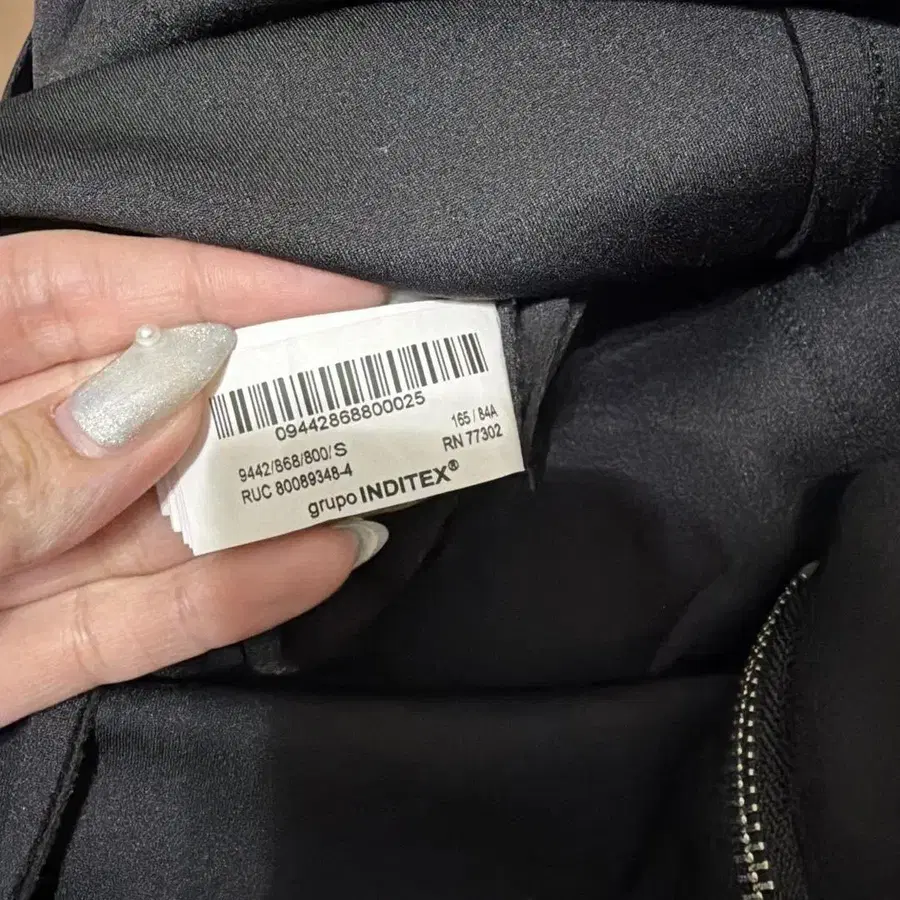 09442868800025
9442/868/800/S 165 / 84A
RUC 80089348-4 RN 77302
grupo INDITEX®